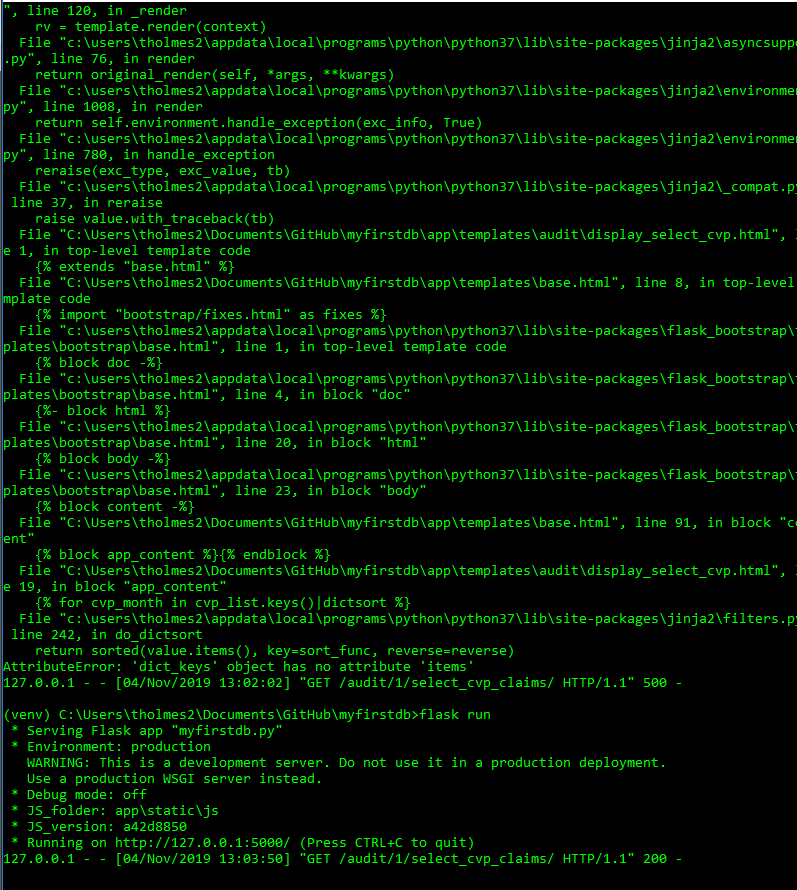 ", line 120, in _render
    rv = template.render(context)
  File "c:\users\tholmes2\appdata\local\programs\python\python37\lib\site-packages\jinja2\asyncsuppo
.py", line 76, in render
    return original_render(self, *args, **kwargs)
  File "c:\users\tholmes2\appdata\local\programs\python\python37\lib\site-packages\jinja2\environmen
py", line 1008, in render
    return self.environment.handle_exception(exc_info, True)
  File "c:\users\tholmes2\appdata\local\programs\python\python37\lib\site-packages\jinja2\environmen
py", line 780, in handle_exception
    reraise(exc_type, exc_value, tb)
  File "c:\users\tholmes2\appdata\local\programs\python\python37\lib\site-packages\jinja2\_compat.py
 line 37, in reraise
    raise value.with_traceback(tb)
  File "C:\Users\tholmes2\Documents\GitHub\myfirstdb\app\templates\audit\display_select_cvp.html", l
e 1, in top-level template code
    {% extends "base.html" %}
  File "C:\Users\tholmes2\Documents\GitHub\myfirstdb\app\templates\base.html", line 8, in top-level
mplate code
    {% import "bootstrap/fixes.html" as fixes %}
  File "c:\users\tholmes2\appdata\local\programs\python\python37\lib\site-packages\flask_bootstrap\t
plates\bootstrap\base.html", line 1, in top-level template code
    {% block doc -%}
  File "c:\users\tholmes2\appdata\local\programs\python\python37\lib\site-packages\flask_bootstrap\t
plates\bootstrap\base.html", line 4, in block "doc"
    {%- block html %}
  File "c:\users\tholmes2\appdata\local\programs\python\python37\lib\site-packages\flask_bootstrap\t
plates\bootstrap\base.html", line 20, in block "html"
    {% block body -%}
  File "c:\users\tholmes2\appdata\local\programs\python\python37\lib\site-packages\flask_bootstrap\t
plates\bootstrap\base.html", line 23, in block "body"
    {% block content -%}
  File "C:\Users\tholmes2\Documents\GitHub\myfirstdb\app\templates\base.html", line 91, in block "co
ent"
    {% block app_content %}{% endblock %}
  File "C:\Users\tholmes2\Documents\GitHub\myfirstdb\app\templates\audit\display_select_cvp.html", l
e 19, in block "app_content"
    {% for cvp_month in cvp_list.keys()|dictsort %}
  File "c:\users\tholmes2\appdata\local\programs\python\python37\lib\site-packages\jinja2\filters.py
 line 242, in do_dictsort
    return sorted(value.items(), key=sort_func, reverse=reverse)
AttributeError: 'dict_keys' object has no attribute 'items'
127.0.0.1 - - [04/Nov/2019 13:02:02] "GET /audit/1/select_cvp_claims/ HTTP/1.1" 500 -
(venv) C:\Users\tholmes2\Documents\GitHub\myfirstdb>flask run
 * Serving Flask app "myfirstdb.py"
 * Environment: production
   WARNING: This is a development server. Do not use it in a production deployment.
   Use a production WSGI server instead.
 * Debug mode: off
 * JS_folder: app\static\js
 * JS_version: a42d8850
 * Running on http://127.0.0.1:5000/ (Press CTRL+C to quit)
127.0.0.1 - - [04/Nov/2019 13:03:50] "GET /audit/1/select_cvp_claims/ HTTP/1.1" 200 -